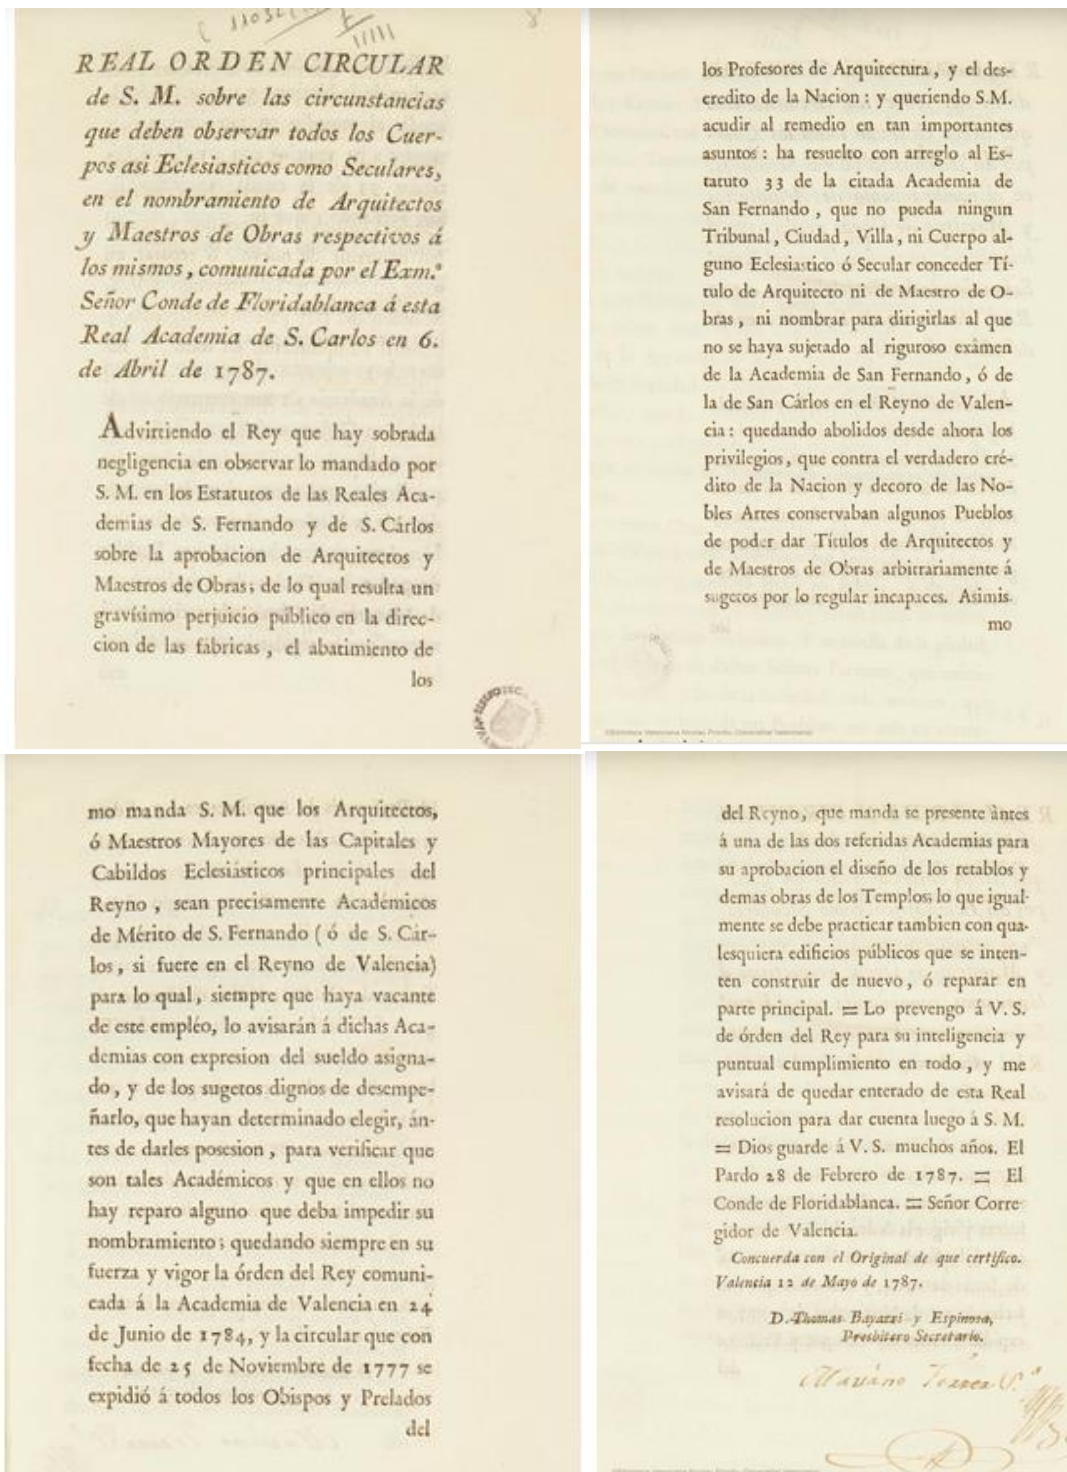 8
REAL ORDEN CIRCULAR
de S. M. sobre las circunstancias
que deben observar todos los Cuer-
pos asi Eclesiasticos como Seculares,
en el nombramiento de Arquitectos
y Maestros de Obras respectivos á
los mismos, comunicada por el Exm.º
Señor Conde de Floridablanca á esta
Real Academia de S. Carlos en 6.
de Abril de 1787.
Advirtiendo el Rey que hay sobrada
negligencia en observar lo mandado por
S. M. en los Estatutos de las Reales Aca-
demias de S. Fernando y de S. Cárlos
sobre la aprobacion de Arquitectos y
Maestros de Obras; de lo qual resulta un
gravísimo perjuicio público en la direc-
cion de las fábricas, el abatimiento de
los
los Profesores de Arquitectura, y el des-
credito de la Nacion: y queriendo S.M.
acudir al remedio en tan importantes
asuntos: ha resuelto con arreglo al Es-
tatuto 33 de la citada Academia de
San Fernando, que no pueda ningun
Tribunal, Ciudad, Villa, ni Cuerpo al-
guno Eclesiastico ó Secular conceder Tí-
tulo de Arquitecto ni de Maestro de O-
bras, ni nombrar para dirigirlas al que
no se haya sujetado al riguroso exâmen
de la Academia de San Fernando, ó de
la de San Cárlos en el Reyno de Valen-
cia: quedando abolidos desde ahora los
privilegios, que contra el verdadero cré-
dito de la Nacion y decoro de las No-
bles Artes conservaban algunos Pueblos
de poder dar Títulos de Arquitectos y
de Maestros de Obras arbitrariamente á
sugetos por lo regular incapaces. Asimis-
mo
mo manda S. M. que los Arquitectos,
ó Maestros Mayores de las Capitales y
Cabildos Eclesiásticos principales del
Reyno, sean precisamente Académicos
de Mérito de S. Fernando (ó de S. Cár-
los, si fuere en el Reyno de Valencia)
para lo qual, siempre que haya vacante
de este empléo, lo avisarán á dichas Aca-
demias con expresion del sueldo asigna-
do, y de los sugetos dignos de desempe-
ñarlo, que hayan determinado elegir, án-
tes de darles posesion, para verificar que
son tales Académicos y que en ellos no
hay reparo alguno que deba impedir su
nombramiento; quedando siempre en su
fuerza y vigor la órden del Rey comuni-
cada á la Academia de Valencia en 24
de Junio de 1784, y la circular que con
fecha de 25 de Noviembre de 1777 se
expidió á todos los Obispos y Prelados
del
del Reyno, que manda se presente àntes
á una de las dos referidas Academias para
su aprobacion el diseño de los retablos y
demas obras de los Templos; lo que igual-
mente se debe practicar tambien con qua-
lesquiera edificios públicos que se inten-
ten construir de nuevo, ó reparar en
parte principal. = Lo prevengo á V. S.
de órden del Rey para su inteligencia y
puntual cumplimiento en todo, y me
avisará de quedar enterado de esta Real
resolucion para dar cuenta luego á S. M.
= Dios guarde á V. S. muchos años. El
Pardo 28 de Febrero de 1787. = El
Conde de Floridablanca. = Señor Corre-
gidor de Valencia.
Concuerda con el Original de que certifico.
Valencia 12 de Mayo de 1787.
D. Thomas Bayarri y Espinosa,
Presbitero Secretario.
Mariano